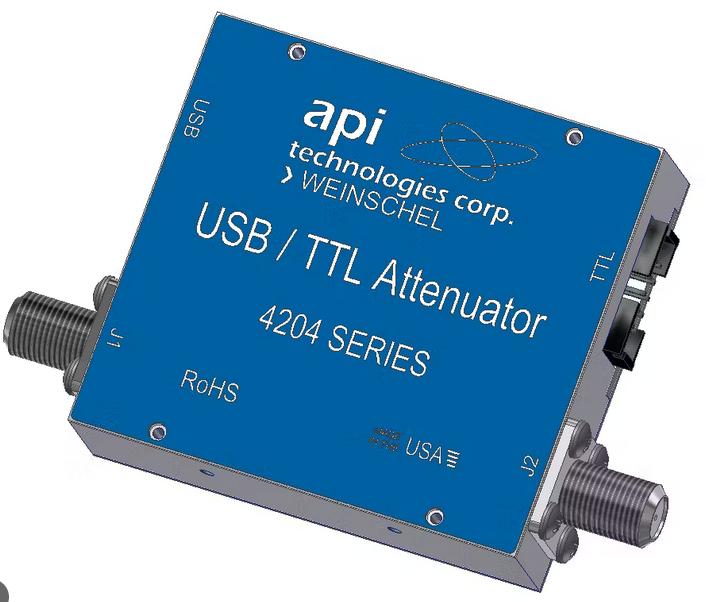 api
technologies corp.
❯ WEINSCHEL
USB
USB / TTL Attenuator
TTL
4204 SERIES
J1
RoHS
USA
J2